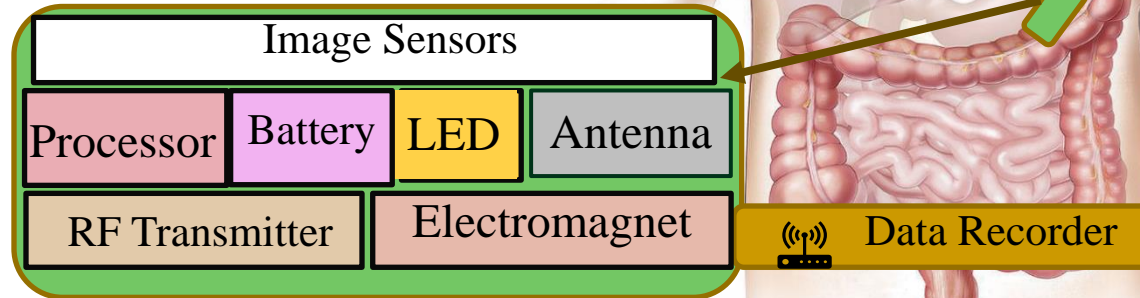 Image Sensors
Processor Battery LED Antenna
RF Transmitter Electromagnet
Data Recorder